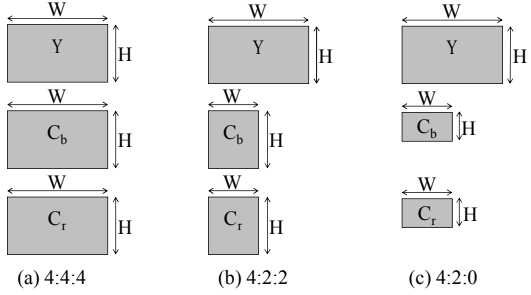 W W W
Y H Y H Y H
W W W
C_b H C_b H C_b H
W W W
C_r H C_r H C_r H
(a) 4:4:4 (b) 4:2:2 (c) 4:2:0